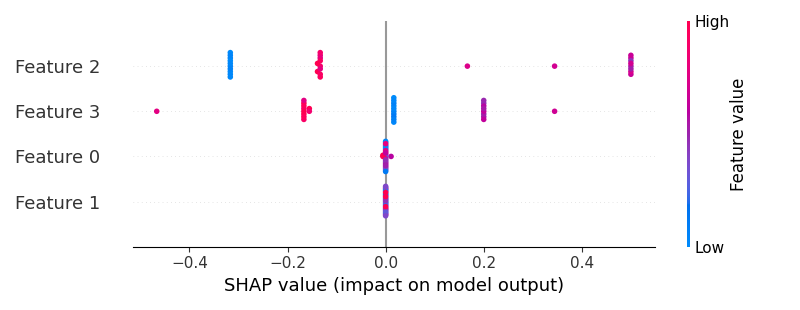 High
Feature 2
Feature 3
Feature 0
Feature 1
Feature value
Low
−0.4 −0.2 0.0 0.2 0.4
SHAP value (impact on model output)